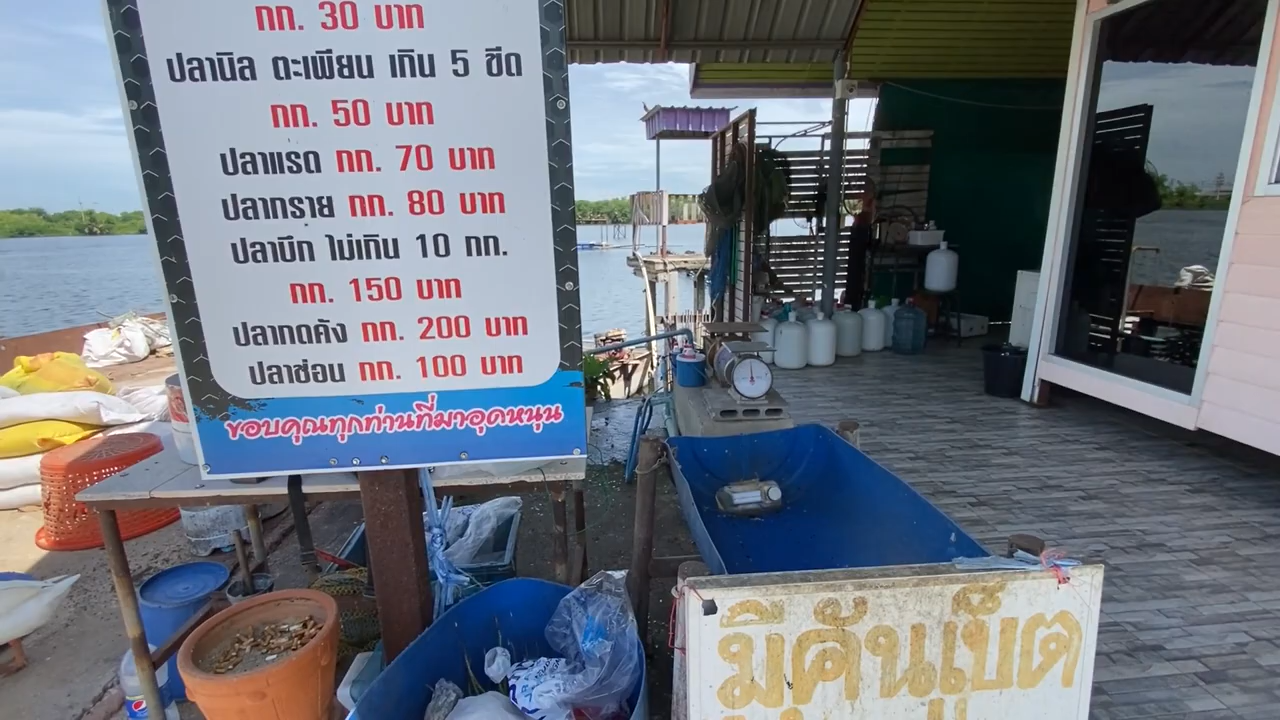 กก. 30 บาท
ปลานิล ตะเพียน เกิน 5 ขีด
กก. 50 บาท
ปลาแรด กก. 70 บาท
ปลากราย กก. 80 บาท
ปลาบึก ไม่เกิน 10 กก.
กก. 150 บาท
ปลากดคัง กก. 200 บาท
ปลาช่อน กก. 100 บาท
ขอบคุณทุกท่านที่มาอุดหนุน
มีคันเบ็ด